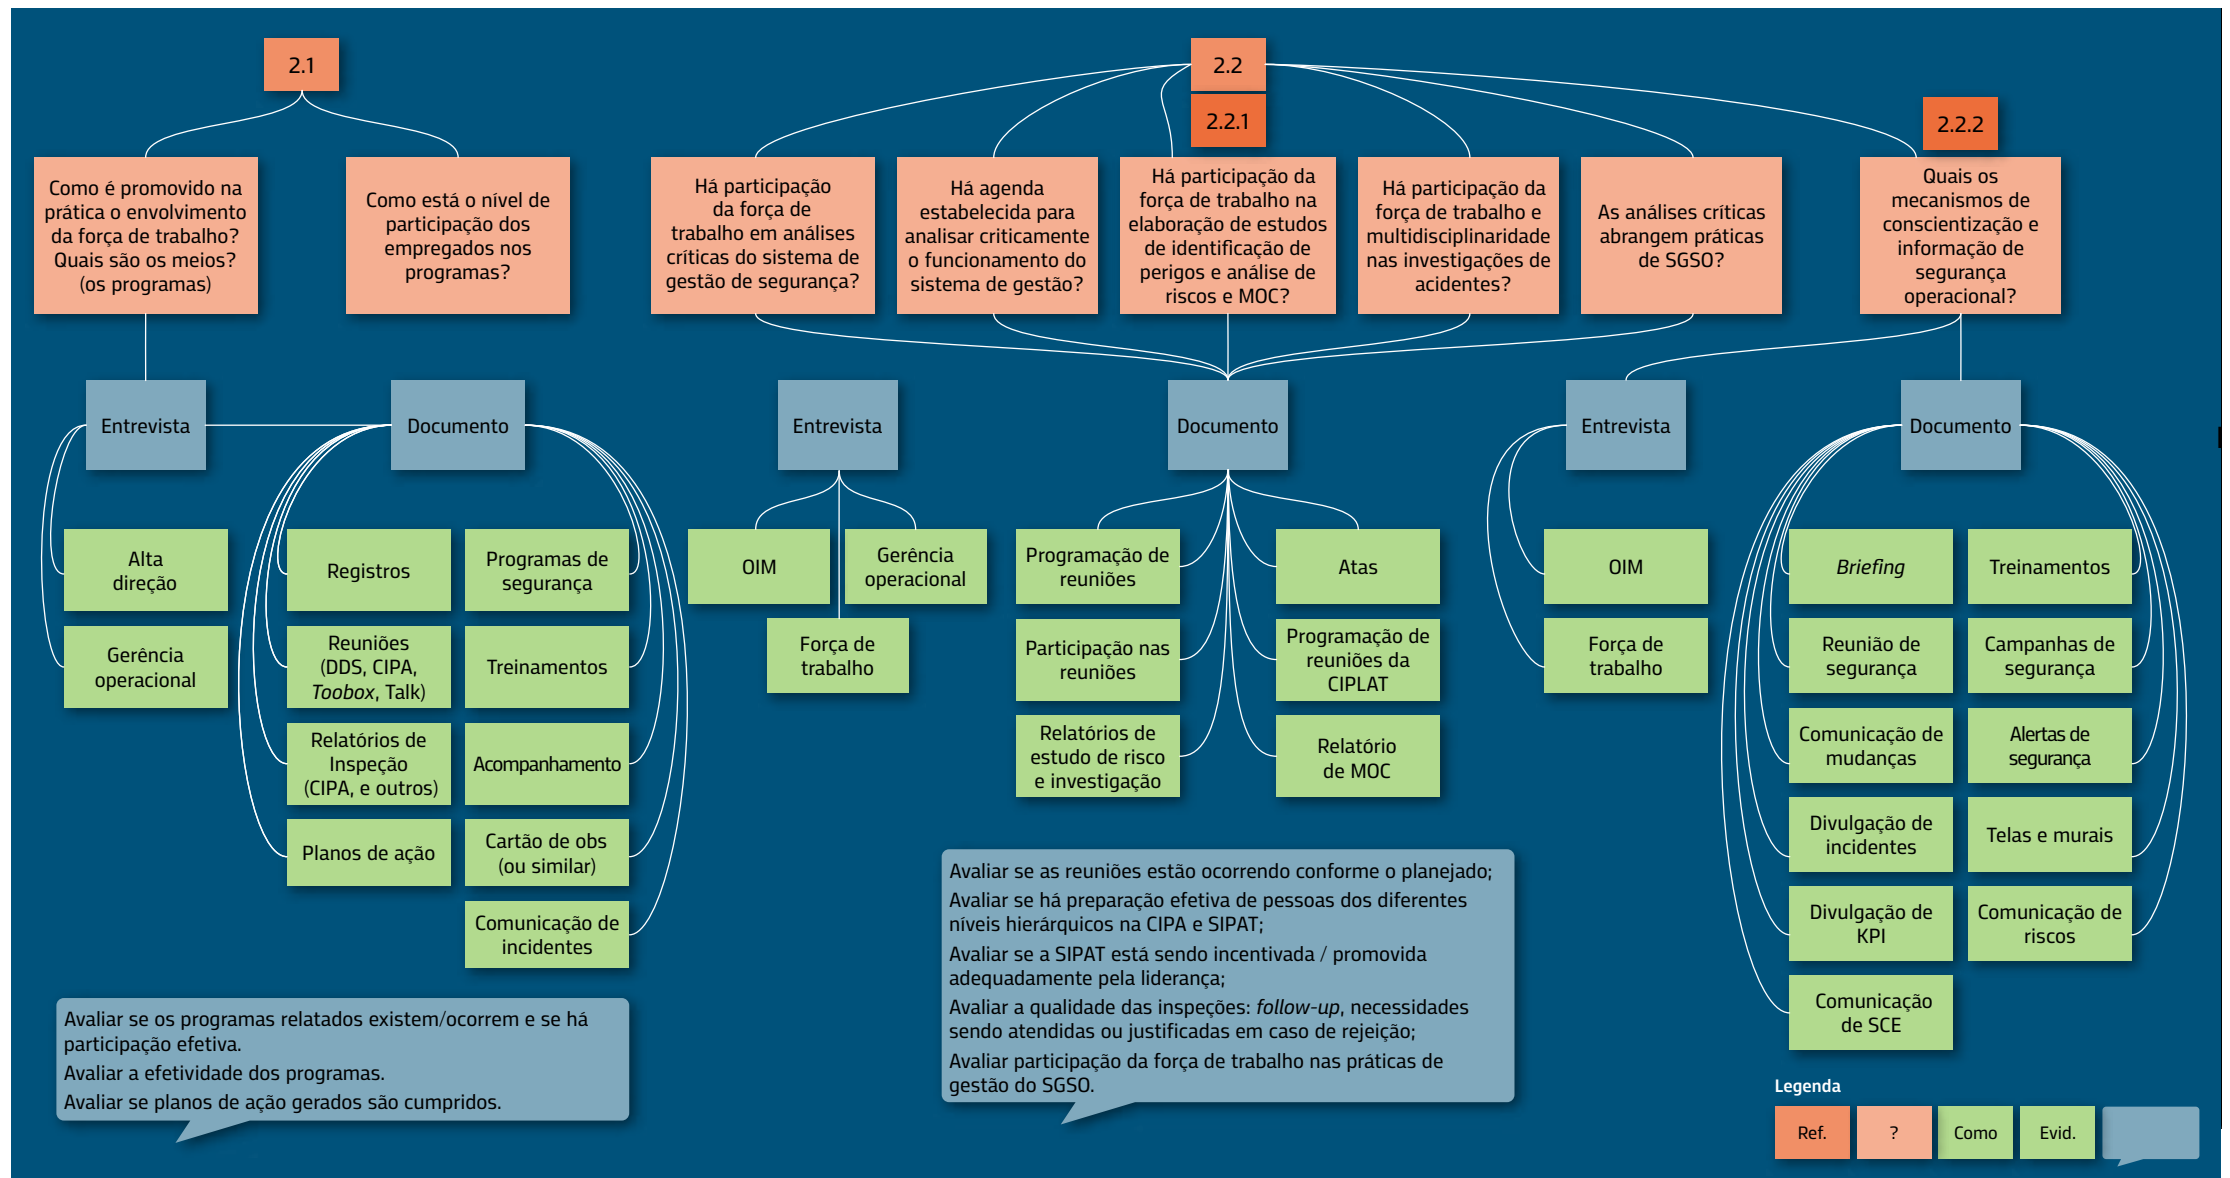 2.1
2.2
2.2.1
2.2.2
Como é promovido na
prática o envolvimento
da força de trabalho?
Quais são os meios?
(os programas)
Como está o nível de
participação dos
empregados nos
programas?
Há participação
da força de
trabalho em análises
críticas do sistema de
gestão de segurança?
Há agenda
estabelecida para
analisar criticamente
o funcionamento do
sistema de gestão?
Há participação da
força de trabalho na
elaboração de estudos
de identificação de
perigos e análise de
riscos e MOC?
Há participação da
força de trabalho e
multidisciplinaridade
nas investigações de
acidentes?
As análises críticas
abrangem práticas
de SGSO?
Quais os
mecanismos de
conscientização e
informação de
segurança
operacional?
Entrevista
Documento
Entrevista
Documento
Entrevista
Documento
Alta
direção
Gerência
operacional
Registros
Programas de
segurança
Reuniões
(DDS, CIPA,
Toobox, Talk)
Treinamentos
Relatórios de
Inspeção
(CIPA, e outros)
Acompanhamento
Planos de ação
Cartão de obs
(ou similar)
Comunicação de
incidentes
OIM
Gerência
operacional
Força de
trabalho
Programação de
reuniões
Atas
Participação nas
reuniões
Programação de
reuniões da
CIPLAT
Relatórios de
estudo de risco
e investigação
Relatório
de MOC
OIM
Força de
trabalho
Briefing
Treinamentos
Reunião de
segurança
Campanhas de
segurança
Comunicação de
mudanças
Alertas de
segurança
Divulgação de
incidentes
Telas e murais
Divulgação de
KPI
Comunicação de
riscos
Comunicação
de SCE
Avaliar se os programas relatados existem/ocorrem e se há
participação efetiva.
Avaliar a efetividade dos programas.
Avaliar se planos de ação gerados são cumpridos.
Avaliar se as reuniões estão ocorrendo conforme o planejado;
Avaliar se há preparação efetiva de pessoas dos diferentes
níveis hierárquicos na CIPA e SIPAT;
Avaliar se a SIPAT está sendo incentivada / promovida
adequadamente pela liderança;
Avaliar a qualidade das inspeções: follow-up, necessidades
sendo atendidas ou justificadas em caso de rejeição;
Avaliar participação da força de trabalho nas práticas de
gestão do SGSO.
Legenda
Ref.
?
Como
Evid.